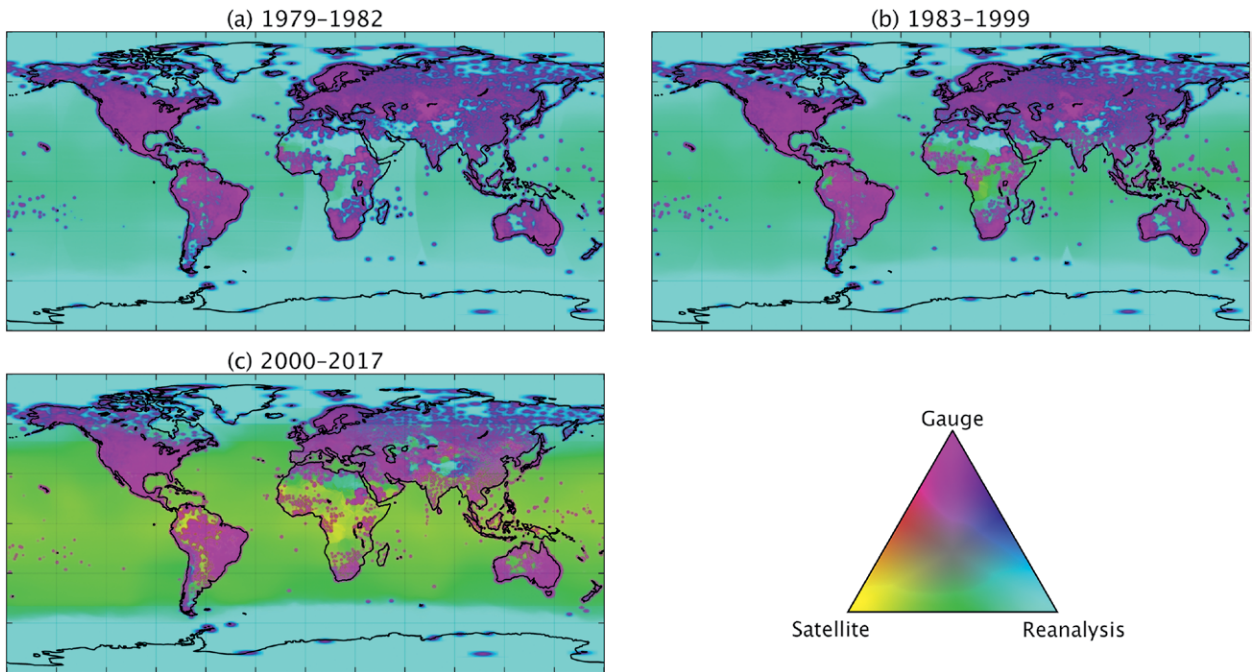 (a) 1979–1982
(b) 1983–1999
(c) 2000–2017
Gauge
Satellite
Reanalysis